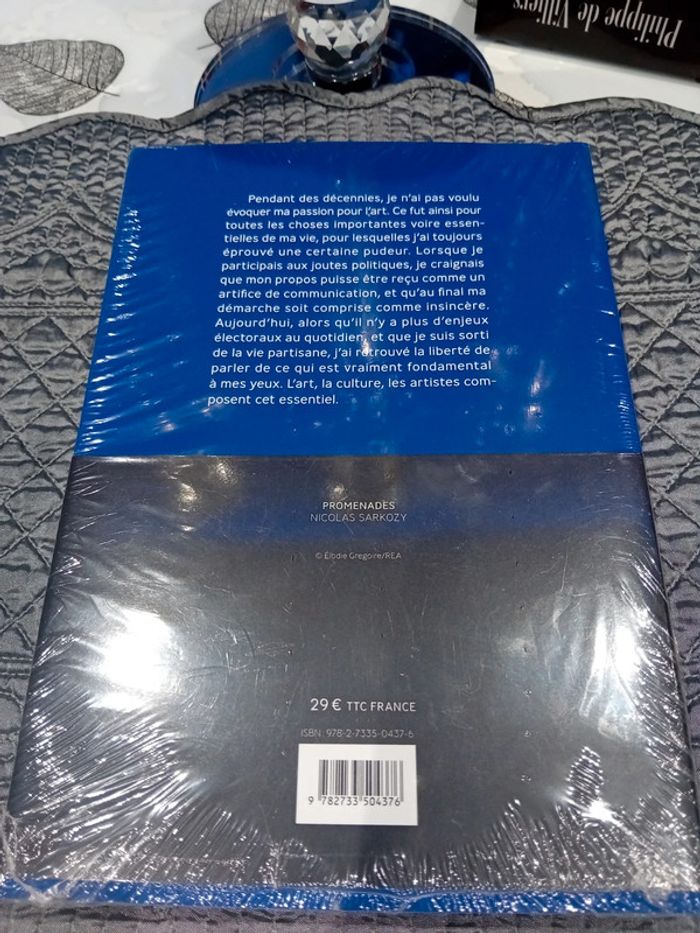 Philippe de Villiers
Pendant des décennies, je n'ai pas voulu
évoquer ma passion pour l'art. Ce fut ainsi pour
toutes les choses importantes voire essen-
tielles de ma vie, pour lesquelles j'ai toujours
éprouvé une certaine pudeur. Lorsque je
participais aux joutes politiques, je craignais
que mon propos puisse être reçu comme un
artifice de communication, et qu'au final ma
démarche soit comprise comme insincère.
Aujourd'hui, alors qu'il n'y a plus d'enjeux
électoraux au quotidien, et que je suis sorti
de la vie partisane, j'ai retrouvé la liberté de
parler de ce qui est vraiment fondamental
à mes yeux. L'art, la culture, les artistes com-
posent cet essentiel.
PROMENADES
NICOLAS SARKOZY
© Élodie Gregoire/REA
29 € TTC FRANCE
ISBN: 978-2-7335-0437-6
9 782733 504376